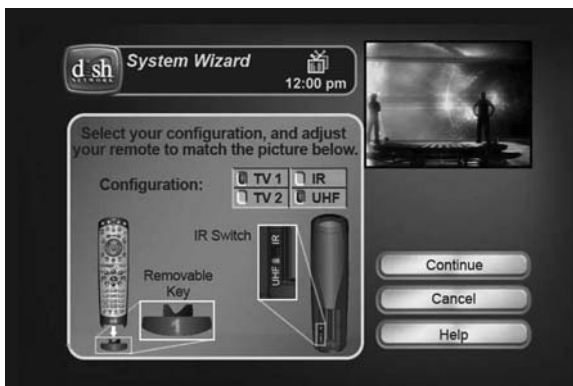 dish
NETWORK
System Wizard
12:00 pm
Select your configuration, and adjust
your remote to match the picture below.
Configuration:
TV 1
IR
TV 2
UHF
IR Switch
UHF
IR
Removable
Key
1
Continue
Cancel
Help